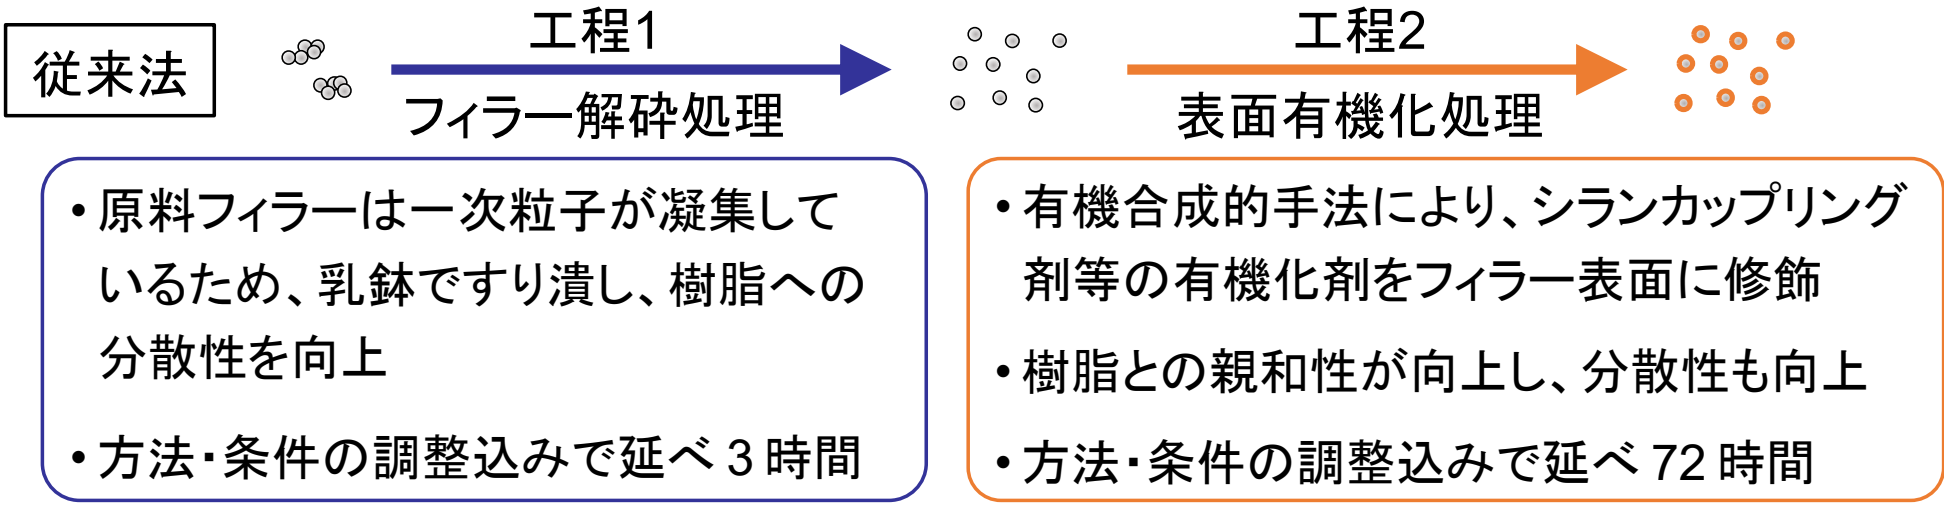 従来法
工程1
フィラー解砕処理
工程2
表面有機化処理
・原料フィラーは一次粒子が凝集して
いるため、乳鉢ですり潰し、樹脂への
分散性を向上
・方法・条件の調整込みで延べ 3 時間
・有機合成的手法により、シランカップリング
剤等の有機化剤をフィラー表面に修飾
・樹脂との親和性が向上し、分散性も向上
・方法・条件の調整込みで延べ 72 時間